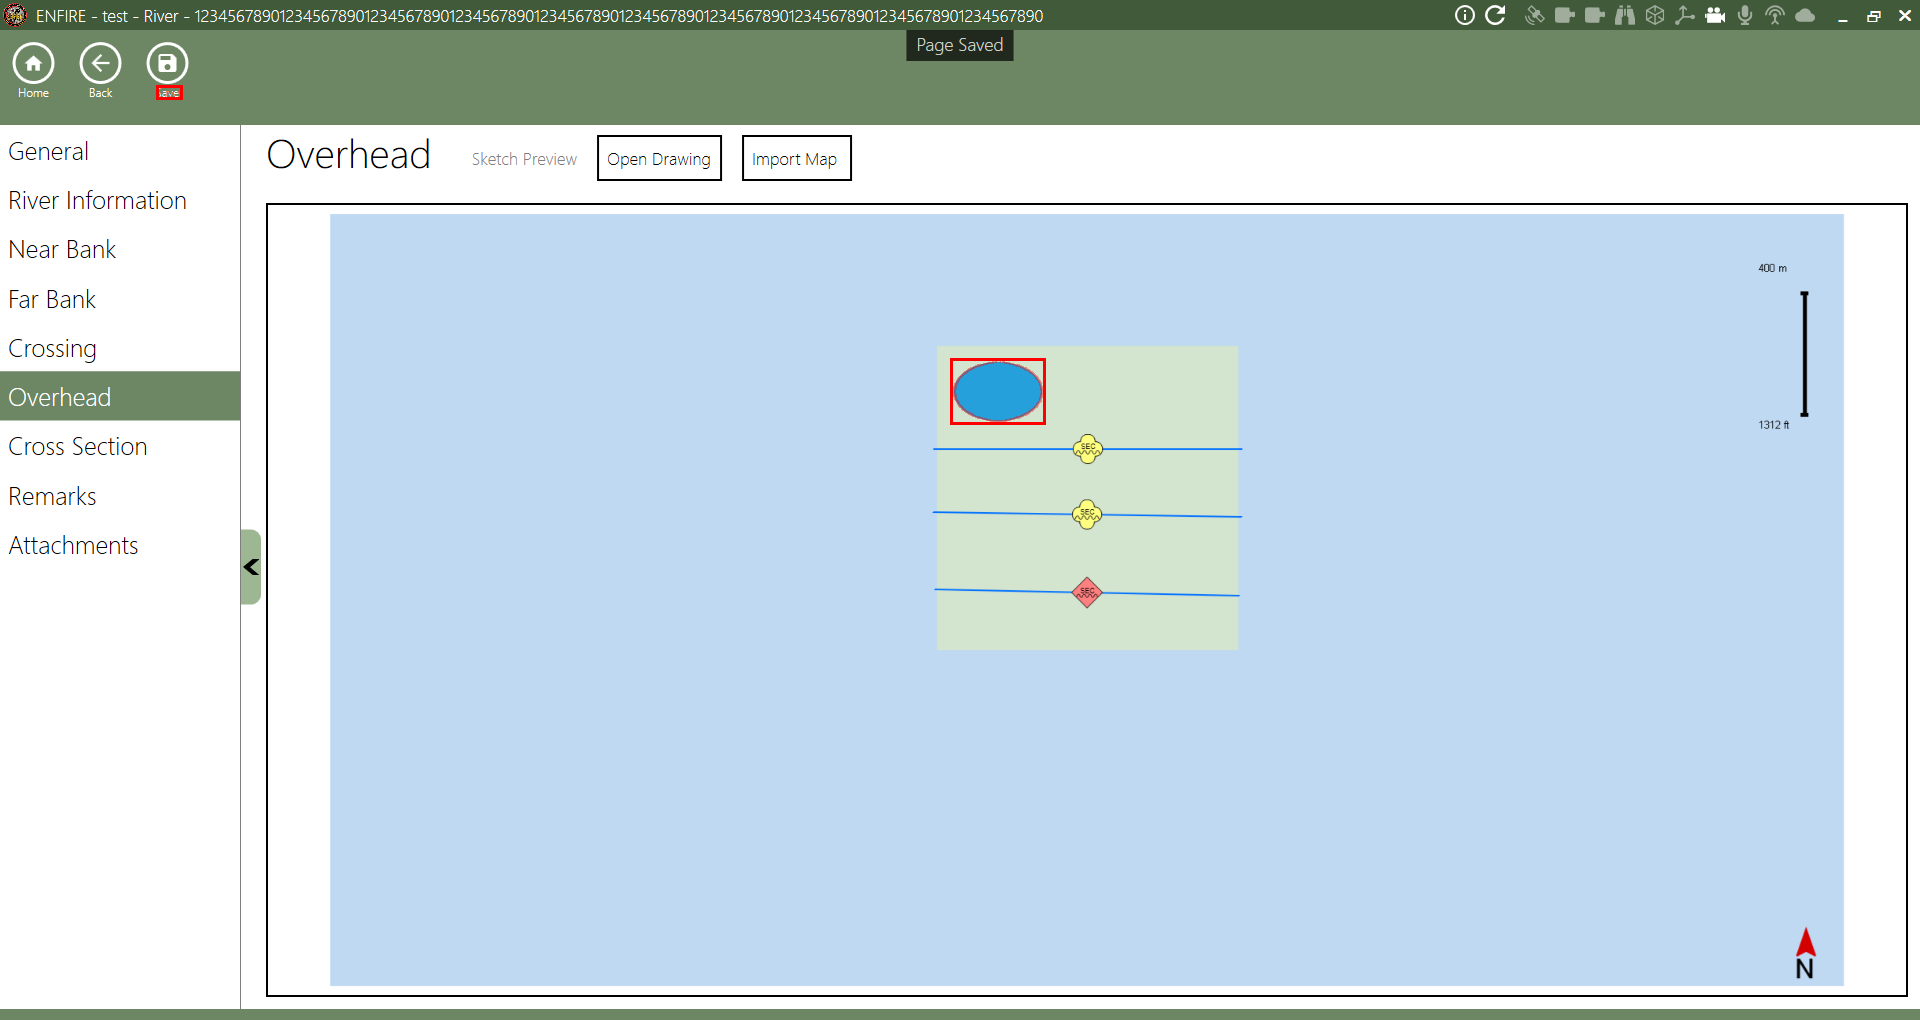 ENFIRE - test - River - 1234567890123456789012345678901234567890123456789012345678901234567890123456789012345678901234567890
Page Saved
Home
Back
Save
General
River Information
Near Bank
Far Bank
Crossing
Overhead
Cross Section
Remarks
Attachments
Overhead
Sketch Preview
Open Drawing
Import Map
400 m
1312 ft
SEC
SEC
SEC
N